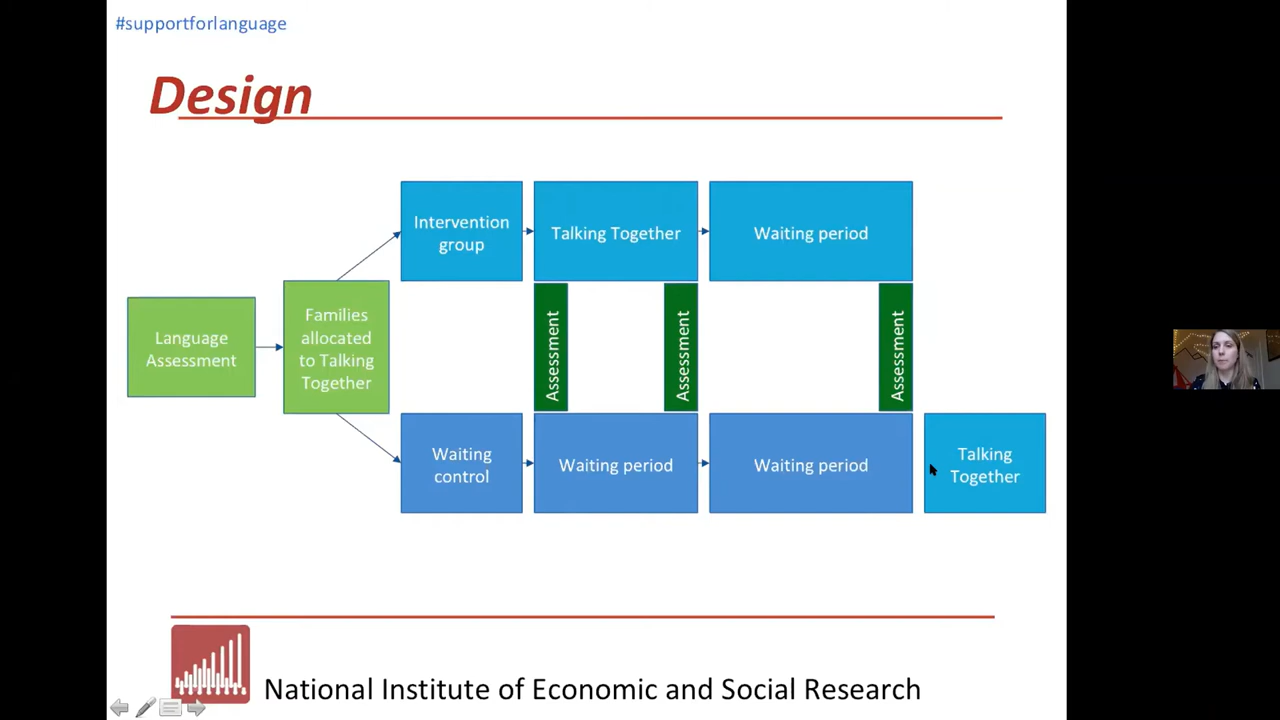 #supportforlanguage
Design
Intervention
group
Talking Together
Waiting period
Language
Assessment
Families
allocated
to Talking
Together
Assessment
Assessment
Assessment
Waiting
control
Waiting period
Waiting period
Talking
Together
National Institute of Economic and Social Research